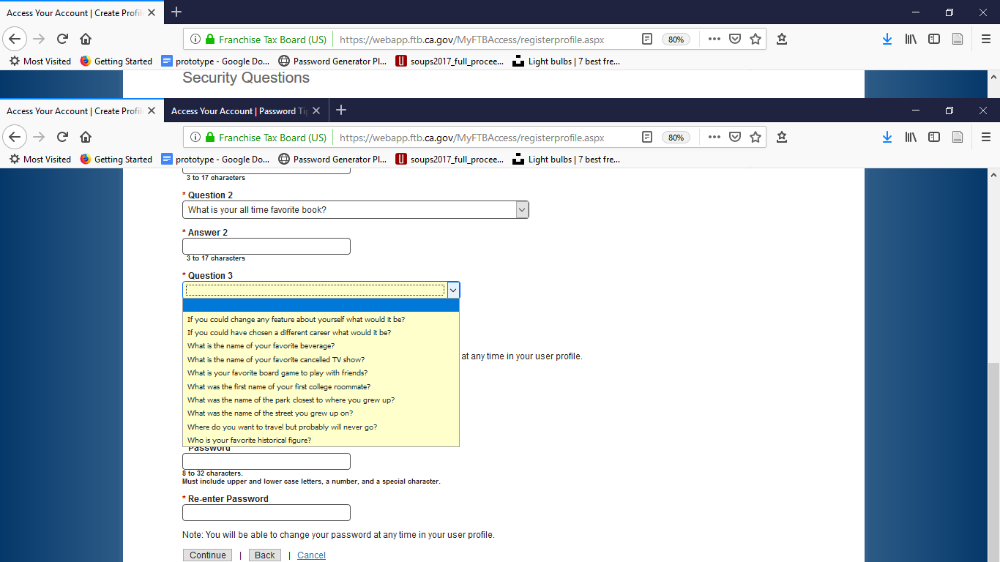 Access Your Account | Create Profil
Franchise Tax Board (US) https://webapp.ftb.ca.gov/MyFTBAccess/registerprofile.aspx 80%
Most Visited Getting Started prototype - Google Do... Password Generator Pl... soups2017_full_procee... Light bulbs | 7 best fre...
Security Questions
Access Your Account | Create Profil Access Your Account | Password Ti
Franchise Tax Board (US) https://webapp.ftb.ca.gov/MyFTBAccess/registerprofile.aspx 80%
Most Visited Getting Started prototype - Google Do... Password Generator Pl... soups2017_full_procee... Light bulbs | 7 best fre...
3 to 17 characters
* Question 2
What is your all time favorite book?
* Answer 2
3 to 17 characters
* Question 3
If you could change any feature about yourself what would it be?
If you could have chosen a different career what would it be?
What is the name of your favorite beverage?
What is the name of your favorite cancelled TV show?
at any time in your user profile.
What is your favorite board game to play with friends?
What was the first name of your first college roommate?
What was the name of the park closest to where you grew up?
What was the name of the street you grew up on?
Where do you want to travel but probably will never go?
Who is your favorite historical figure?
Password
8 to 32 characters.
Must include upper and lower case letters, a number, and a special character.
* Re-enter Password
Note: You will be able to change your password at any time in your user profile.
Continue | Back | Cancel